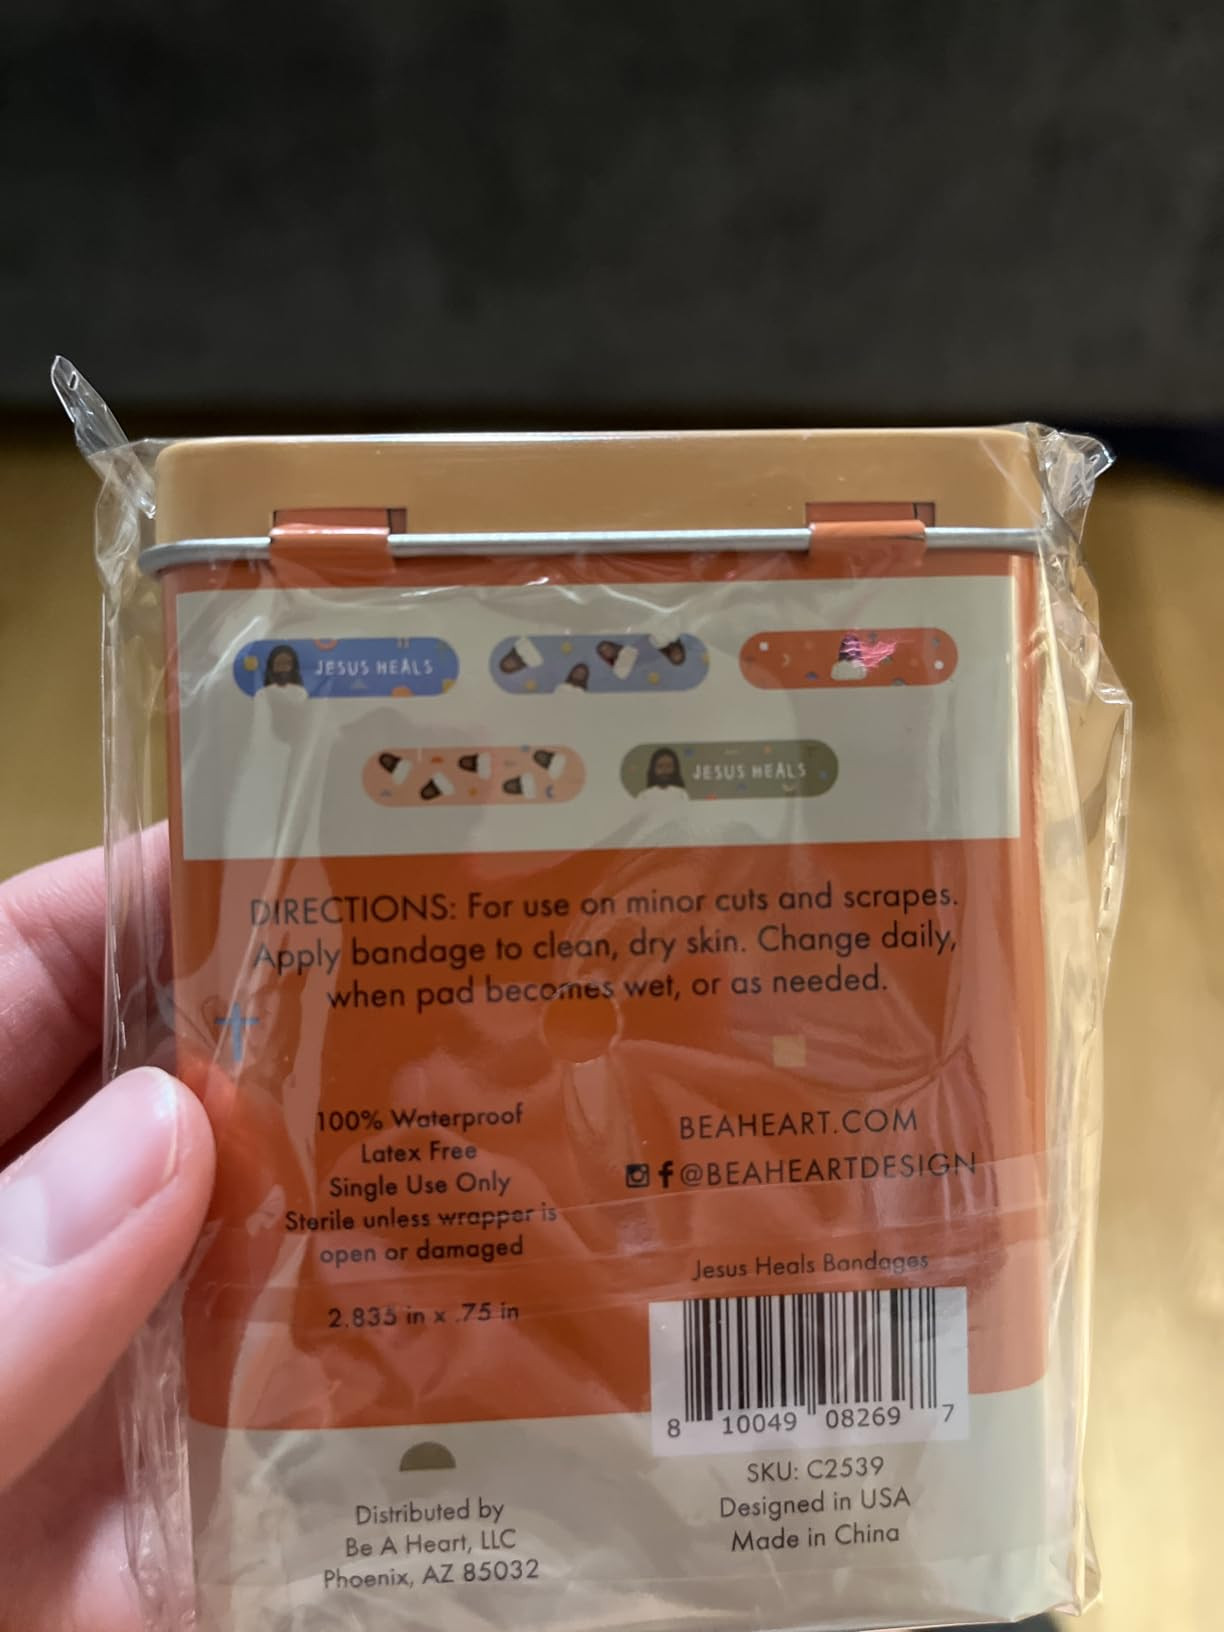 JESUS HEALS
JESUS HEALS
DIRECTIONS: For use on minor cuts and scrapes.
Apply bandage to clean, dry skin. Change daily,
when pad becomes wet, or as needed.
100% Waterproof
Latex Free
Single Use Only
Sterile unless wrapper is
open or damaged
2.835 in x .75 in
BEAHEART.COM
@BEAHEARTDESIGN
Jesus Heals Bandages
8 10049 08269 7
SKU: C2539
Designed in USA
Made in China
Distributed by
Be A Heart, LLC
Phoenix, AZ 85032